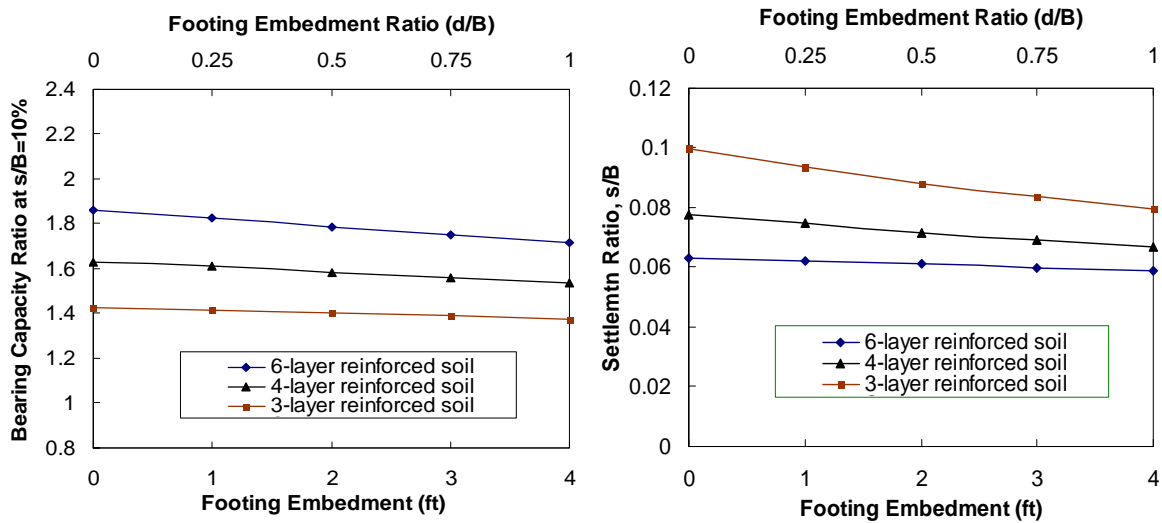 Footing Embedment Ratio (d/B)
0 0.25 0.5 0.75 1
Bearing Capacity Ratio at s/B=10%
2.4
2.2
2
1.8
1.6
1.4
1.2
1
0.8
6-layer reinforced soil
4-layer reinforced soil
3-layer reinforced soil
0 1 2 3 4
Footing Embedment (ft)
Footing Embedment Ratio (d/B)
0 0.25 0.5 0.75 1
Settlemtn Ratio, s/B
0.12
0.1
0.08
0.06
0.04
0.02
0
6-layer reinforced soil
4-layer reinforced soil
3-layer reinforced soil
0 1 2 3 4
Footing Embedment (ft)